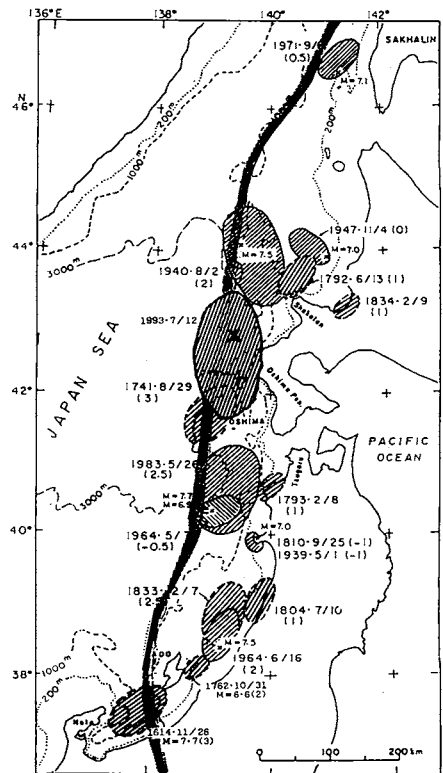 136°E 138° 140° 142°
SAKHALIN
1971·9/6
(0.5)
M=7.1
N
46°
200m
1000m
3000m
1947·11/4(0)
M=7.0
44°
M=7.5
1940·8/2
(2)
1792·6/13(1)
1834·2/9
(1)
1993·7/12
JAPAN SEA
Oshima Pen.
42°
1741·8/29
(3)
OSHIMA
PACIFIC
OCEAN
1983·5/26
(2.5)
Tsugaru
M=7.7
1793·2/8
(1)
3000m
40°
M=7.0
1964·5/7
(-0.5)
1810·9/25(-1)
1939·5/1(-1)
1833·12/7
(2.5)
1804·7/10
(1)
M=7.5
1964·6/16
(2)
1000m
38°
200m
1762·10/31
M=6·6(2)
Noto
1614·11/26
M=7·7(3)
0 100 200km